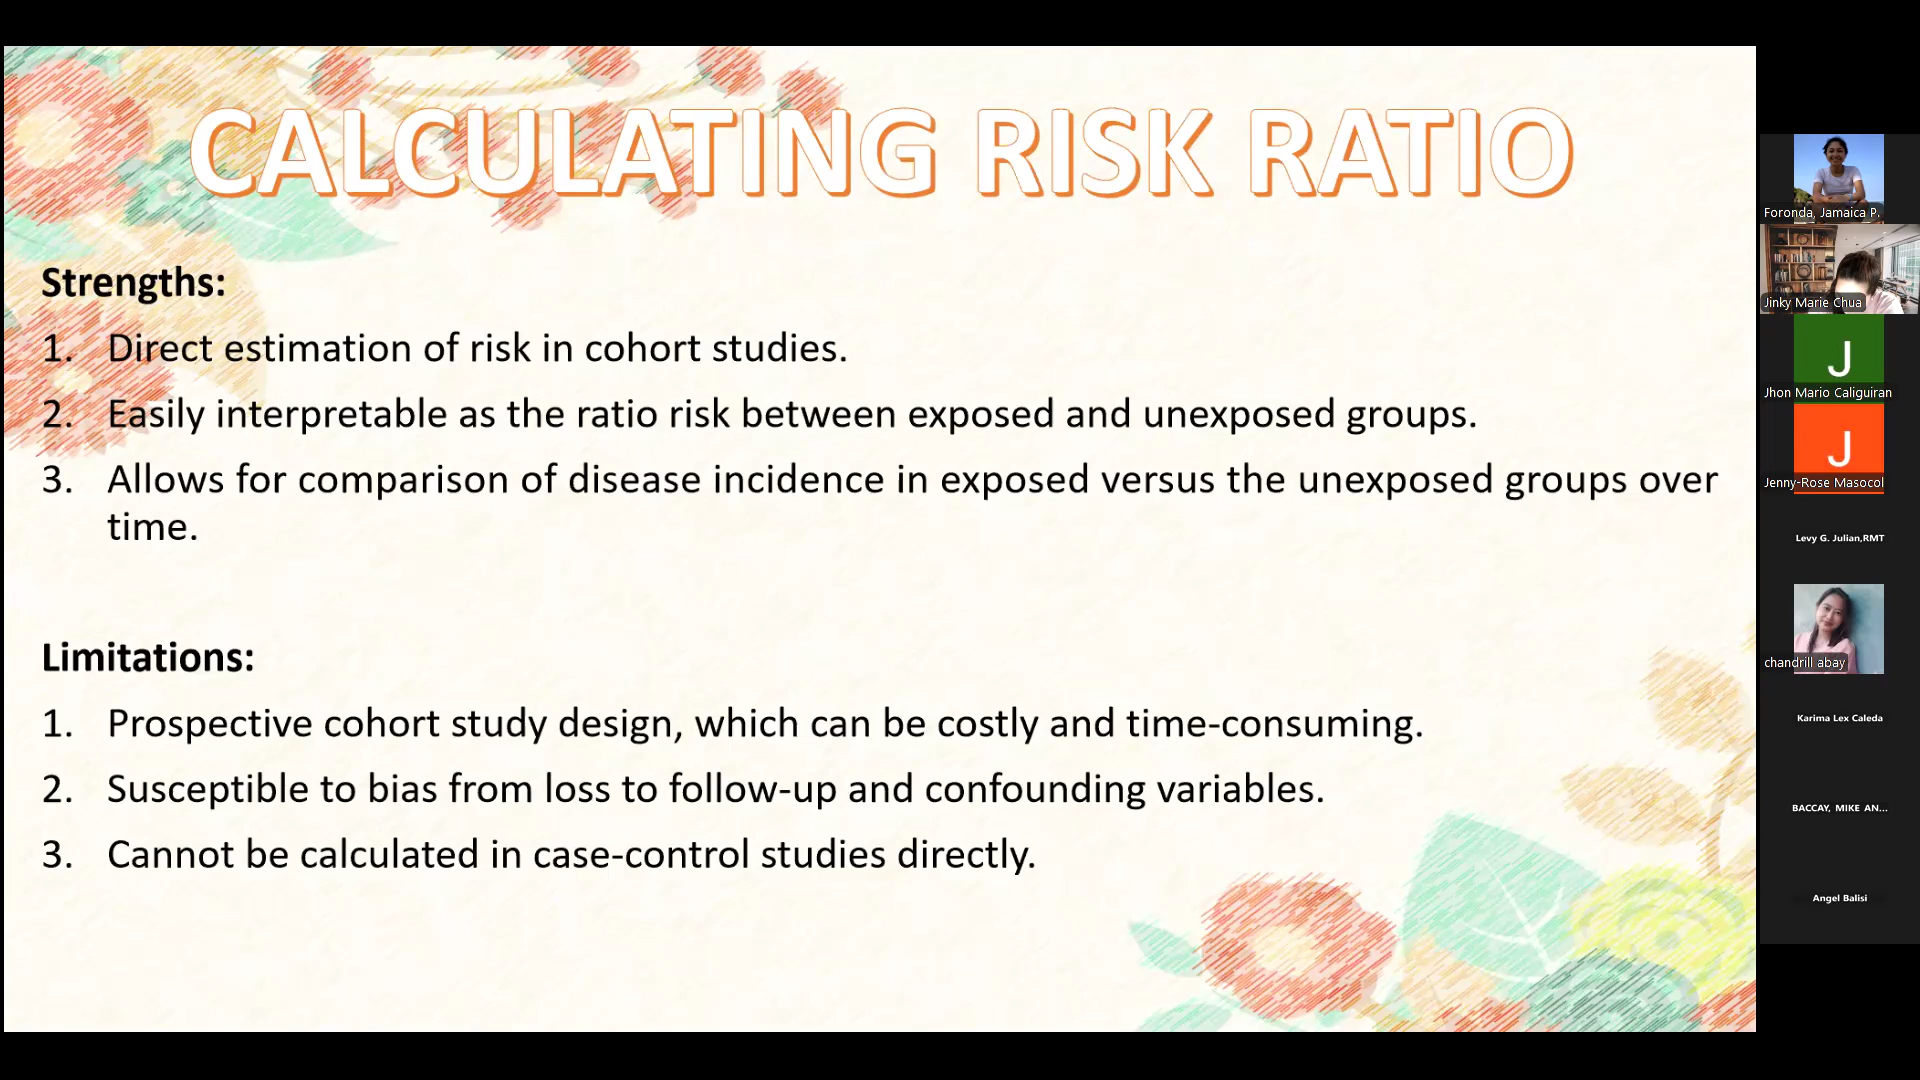 CALCULATING RISK RATIO
Strengths:
1. Direct estimation of risk in cohort studies.
2. Easily interpretable as the ratio risk between exposed and unexposed groups.
3. Allows for comparison of disease incidence in exposed versus the unexposed groups over
time.
Limitations:
1. Prospective cohort study design, which can be costly and time-consuming.
2. Susceptible to bias from loss to follow-up and confounding variables.
3. Cannot be calculated in case-control studies directly.
Foronda, Jamaica P.
Jinky Marie Chua
J
Jhon Mario Caliguiran
J
Jenny-Rose Masocol
Levy G. Julian,RMT
chandrill abay
Karima Lex Caleda
BACCAY, MIKE AN...
Angel Balisi